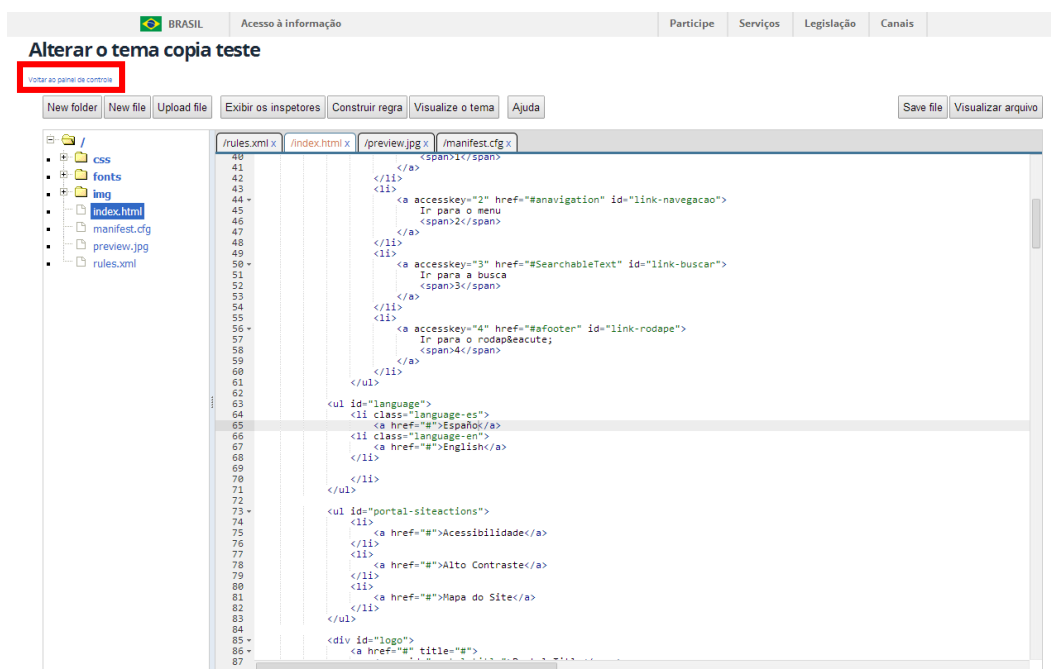 BRASIL Acesso à informação Participe Serviços Legislação Canais
Alterar o tema copia teste
Voltar ao painel de controle
New folder New file Upload file Exibir os inspetores Construir regra Visualize o tema Ajuda Save file Visualizar arquivo
/
css
fonts
img
index.html
manifest.cfg
preview.jpg
rules.xml
/rules.xml x /index.html x /preview.jpg x /manifest.cfg x
40 <span>1</span>
41 </a>
42 </li>
43 <li>
44 <a accesskey="2" href="#anavigation" id="link-navegacao">
45 Ir para o menu
46 <span>2</span>
47 </a>
48 </li>
49 <li>
50 <a accesskey="3" href="#SearchableText" id="link-buscar">
51 Ir para a busca
52 <span>3</span>
53 </a>
54 </li>
55 <li>
56 <a accesskey="4" href="#afooter" id="link-rodape">
57 Ir para o rodap&eacute;
58 <span>4</span>
59 </a>
60 </li>
61 </ul>
62
63 <ul id="language">
64 <li class="language-es">
65 <a href="#">Españo</a>
66 <li class="language-en">
67 <a href="#">English</a>
68 </li>
69
70 </li>
71 </ul>
72
73 <ul id="portal-siteactions">
74 <li>
75 <a href="#">Acessibilidade</a>
76 </li>
77 <li>
78 <a href="#">Alto Contraste</a>
79 </li>
80 <li>
81 <a href="#">Mapa do Site</a>
82 </li>
83 </ul>
84
85 <div id="logo">
86 <a href="#" title="#">
87